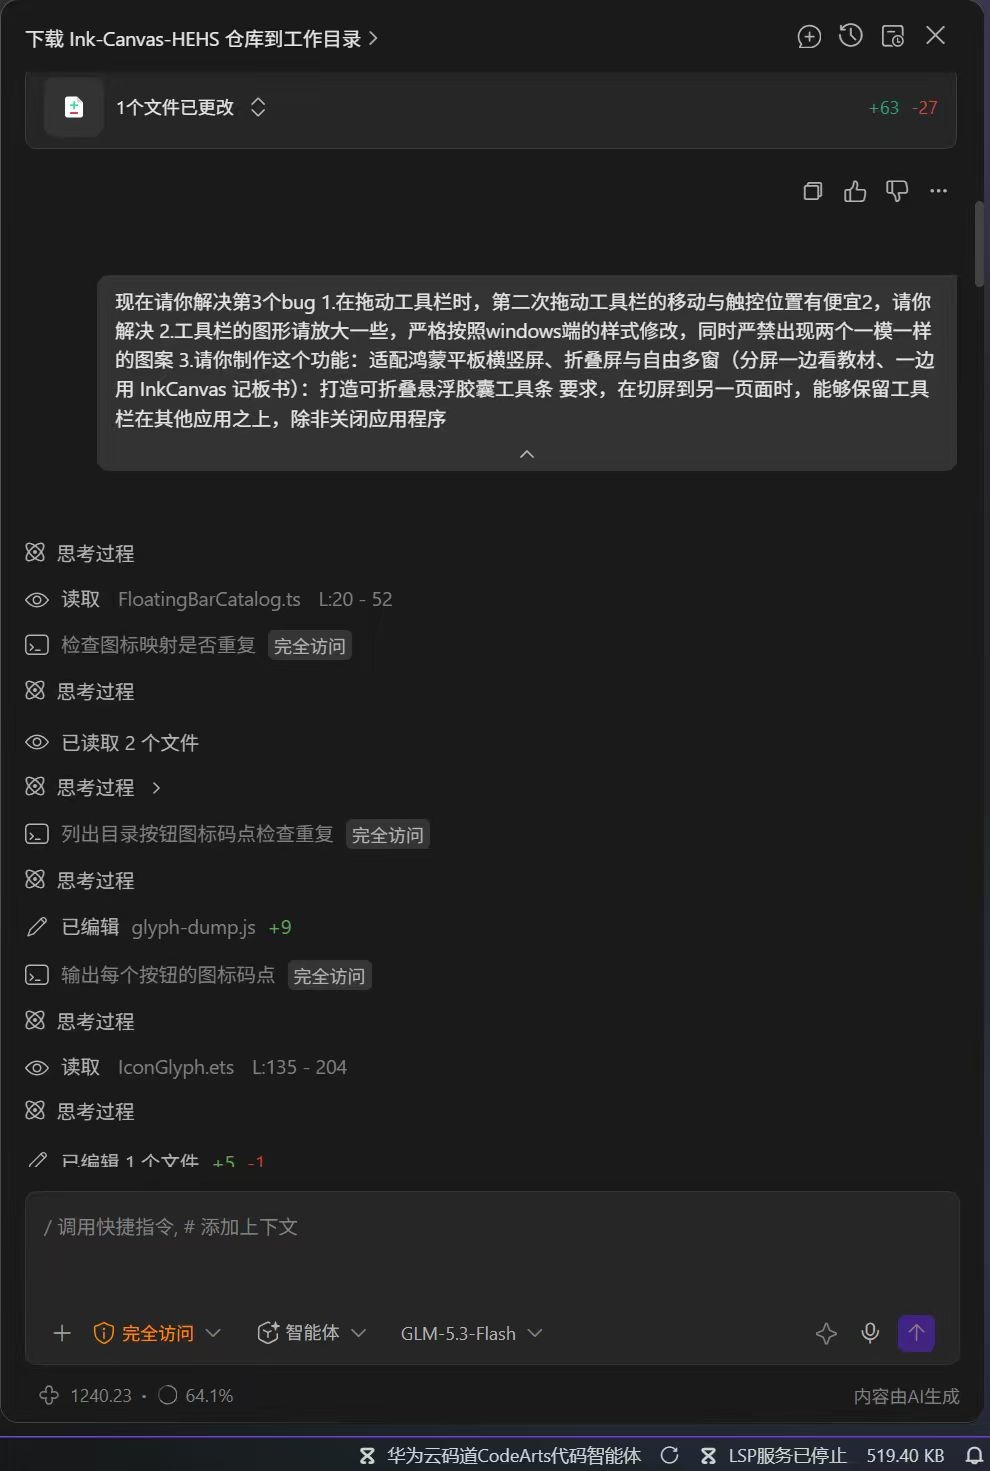 下载 Ink-Canvas-HEHS 仓库到工作目录
1个文件已更改 +63 -27
现在请你解决第3个bug 1.在拖动工具栏时，第二次拖动工具栏的移动与触控位置有便宜2，请你
解决 2.工具栏的图形请放大一些，严格按照windows端的样式修改，同时严禁出现两个一模一样
的图案 3.请你制作这个功能：适配鸿蒙平板横竖屏、折叠屏与自由多窗（分屏一边看教材、一边
用 InkCanvas 记板书）：打造可折叠悬浮胶囊工具条 要求，在切屏到另一页面时，能够保留工具
栏在其他应用之上，除非关闭应用程序
思考过程
读取 FloatingBarCatalog.ts L:20 - 52
检查图标映射是否重复 完全访问
思考过程
已读取 2 个文件
思考过程
列出目录按钮图标码点检查重复 完全访问
思考过程
已编辑 glyph-dump.js +9
输出每个按钮的图标码点 完全访问
思考过程
读取 IconGlyph.ets L:135 - 204
思考过程
已编辑 1 个文件 +5 -1
/ 调用快捷指令, # 添加上下文
完全访问 智能体 GLM-5.3-Flash
1240.23 · 64.1% 内容由AI生成
华为云码道CodeArts代码智能体 LSP服务已停止 519.40 KB